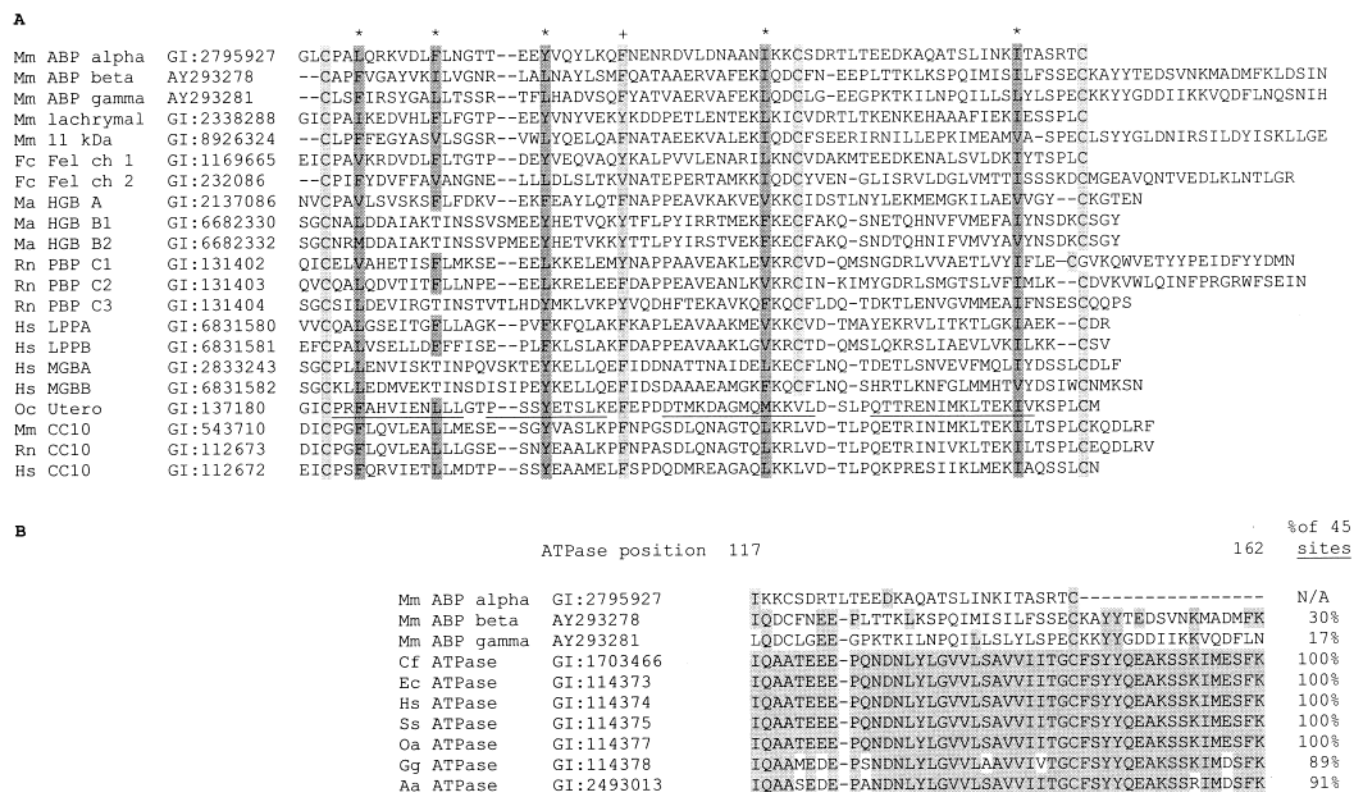 A
* * * + * *
Mm ABP alpha GI:2795927 GLCPALQRKVDLFLNGTT--EEYVQYLKQFNENRDVLDNAANIKKCSDRTLTEEDKAQATSLINKITASRTC
Mm ABP beta AY293278 --CAPFVGAYVKILVGNR--LALNAYLSMFQATAAERVAFEKIQDCFN-EEPLTTKLKSPQIMISILFSSECKAYYTEDSVNKMADMFKLDSIN
Mm ABP gamma AY293281 --CLSFIRSYGALLTSSR--TFLHADVSQFYATVAERVAFEKLQDCLG-EEGPKTKILNPQILLSLYLSPECKKYYGDDIIKKVQDFLNQSNIH
Mm lachrymal GI:2338288 GICPAIKEDVHLFLFGTP--EEYVNYVEKYKDDPETLENTEKLKICVDRTLTKENKEHAAAFIEKIESSPLC
Mm 11 kDa GI:8926324 --CLPFFEGYASVLSGSR--VWLYQELQAFNATAEEKVALEKIQDCFSEERIRNILLEPKIMEAMVA-SPECLSYYGLDNIRSILDYISKLLGE
Fc Fel ch 1 GI:1169665 EICPAVKRDVDLFLTGTP--DEYVEQVAQYKALPVVLENARILKNCVDAKMTEEDKENALSVLDKIYTSPLC
Fc Fel ch 2 GI:232086 --CPIFYDVFFAVANGNE--LLLDLSLTKVNATEPERTAMKKIQDCYVEN-GLISRVLDGLVMTTISSSKDCMGEAVQNTVEDLKLNTLGR
Ma HGB A GI:2137086 NVCPAVLSVSKSFLFDKV--EKFEAYLQTFNAPPEAVKAKVEVKKCIDSTLNYLEKMEMGKILAEVVGY--CKGTEN
Ma HGB B1 GI:6682330 SGCNALDDAIAKTINSSVSMEEYHETVQKYTFLPYIRRTMEKFKECFAKQ-SNETQHNVFVMEFAIYNSDKCSGY
Ma HGB B2 GI:6682332 SGCNRMDDAIAKTINSSVPMEEYHETVKKYTTLPYIRSTVEKFKECFAKQ-SNDTQHNIFVMVYAVYNSDKCSGY
Rn PBP C1 GI:131402 QICELVAHETISFLMKSE--EELKKELEMYNAPPAAVEAKLEVKRCVD-QMSNGDRLVVAETLVYIFLE-CGVKQWVETYYPEIDFYYDMN
Rn PBP C2 GI:131403 QVCQALQDVTITFLLNPE--EELKRELEEFDAPPEAVEANLKVKRCIN-KIMYGDRLSMGTSLVFIMLK--CDVKVWLQINFPRGRWFSEIN
Rn PBP C3 GI:131404 SGCSILDEVIRGTINSTVTLHDYMKLVKPYVQDHFTEKAVKQFKQCFLDQ-TDKTLENVGVMMEAIFNSESCQQPS
Hs LPPA GI:6831580 VVCQALGSEITGFLLAGK--PVFKFQLAKFKAPLEAVAAKMEVKKCVD-TMAYEKRVLITKTLGKIAEK--CDR
Hs LPPB GI:6831581 EFCPALVSELLDFFFISE--PLFKLSLAKFDAPPEAVAAKLGVKRCTD-QMSLQKRSLIAEVLVKILKK--CSV
Hs MGBA GI:2833243 SGCPLLENVISKTINPQVSKTEYKELLQEFIDDNATTNAIDELKECFLNQ-TDETLSNVEVFMQLIYDSSLCDLF
Hs MGBB GI:6831582 SGCKLLEDMVEKTINSDISIPEYKELLQEFIDSDAAAEAMGKFKQCFLNQ-SHRTLKNFGLMMHTVYDSIWCNMKSN
Oc Utero GI:137180 GICPRFAHVIENLLLGTP--SSYETSLKEFEPDDTMKDAGMQMKKVLD-SLPQTTRENIMKLTEKIVKSPLCM
Mm CC10 GI:543710 DICPGFLQVLEALLMESE--SGYVASLKPFNPGSDLQNAGTQLKRLVD-TLPQETRINIMKLTEKILTSPLCKQDLRF
Rn CC10 GI:112673 DICPGFLQVLEALLLGSE--SNYEAALKPFNPASDLQNAGTQLKRLVD-TLPQETRINIVKLTEKILTSPLCEQDLRV
Hs CC10 GI:112672 EICPSFQRVIETLLMDTP--SSYEAAMELFSPDQDMREAGAQLKKLVD-TLPQKPRESIIKLMEKIAQSSLCN
B
%of 45
ATPase position 117 162 sites
Mm ABP alpha GI:2795927 IKKCSDRTLTEEDKAQATSLINKITASRTC----------------- N/A
Mm ABP beta AY293278 IQDCFNEE-PLTTKLKSPQIMISILFSSECKAYYTEDSVNKMADMFK 30%
Mm ABP gamma AY293281 LQDCLGEE-GPKTKILNPQILLSLYLSPECKKYYGDDIIKKVQDFLN 17%
Cf ATPase GI:1703466 IQAATEEE-PQNDNLYLGVVLSAVVIITGCFSYYQEAKSSKIMESFK 100%
Ec ATPase GI:114373 IQAATEEE-PQNDNLYLGVVLSAVVIITGCFSYYQEAKSSKIMESFK 100%
Hs ATPase GI:114374 IQAATEEE-PQNDNLYLGVVLSAVVIITGCFSYYQEAKSSKIMESFK 100%
Ss ATPase GI:114375 IQAATEEE-PQNDNLYLGVVLSAVVIITGCFSYYQEAKSSKIMESFK 100%
Oa ATPase GI:114377 IQAATEEE-PQNDNLYLGVVLSAVVIITGCFSYYQEAKSSKIMESFK 100%
Gg ATPase GI:114378 IQAAMEDE-PSNDNLYLGVVLAAVVIVTGCFSYYQEAKSSKIMDSFK 89%
Aa ATPase GI:2493013 IQAASEDE-PANDNLYLGVVLSAVVIITGCFSYYQEAKSSRIMDSFK 91%